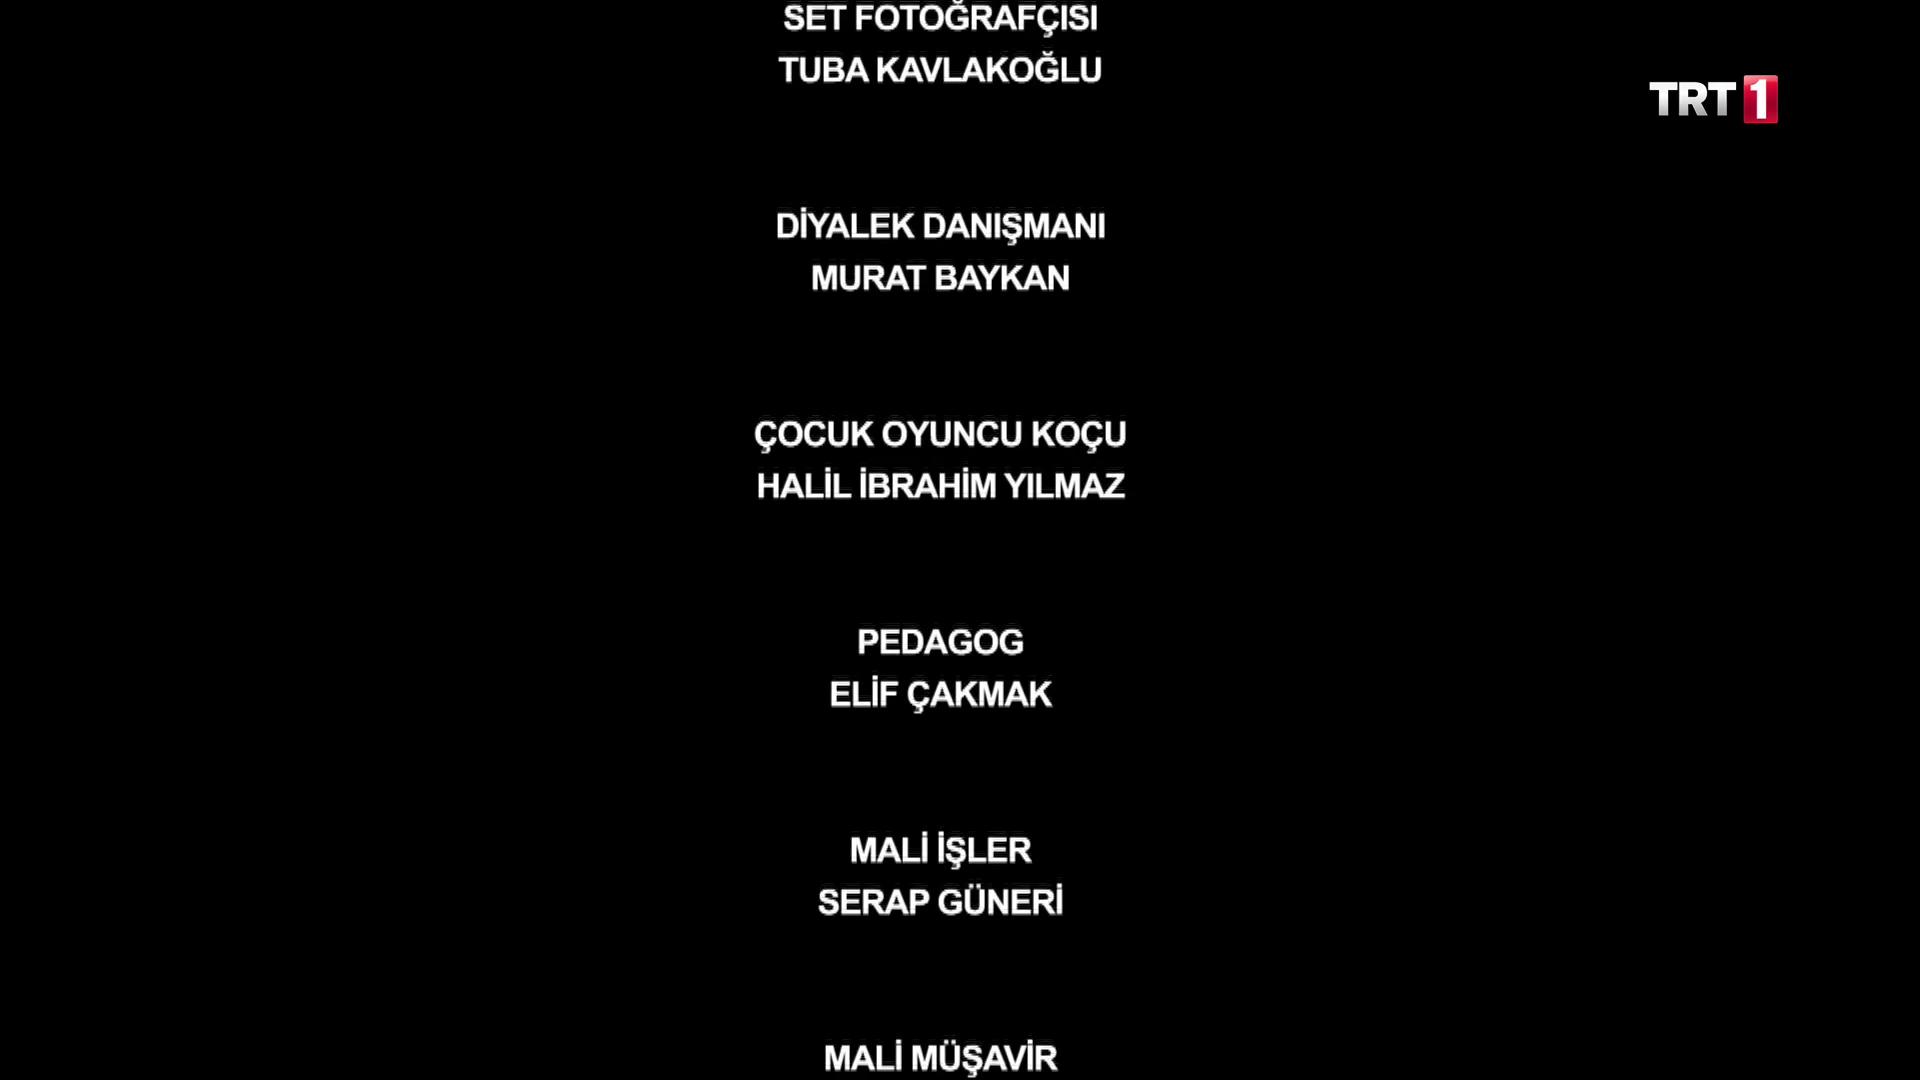 SET FOTOĞRAFÇISI
TUBA KAVLAKOĞLU
TRT 1
DİYALEK DANIŞMANI
MURAT BAYKAN
ÇOCUK OYUNCU KOÇU
HALİL İBRAHİM YILMAZ
PEDAGOG
ELİF ÇAKMAK
MALİ İŞLER
SERAP GÜNERİ
MALİ MÜŞAVİR